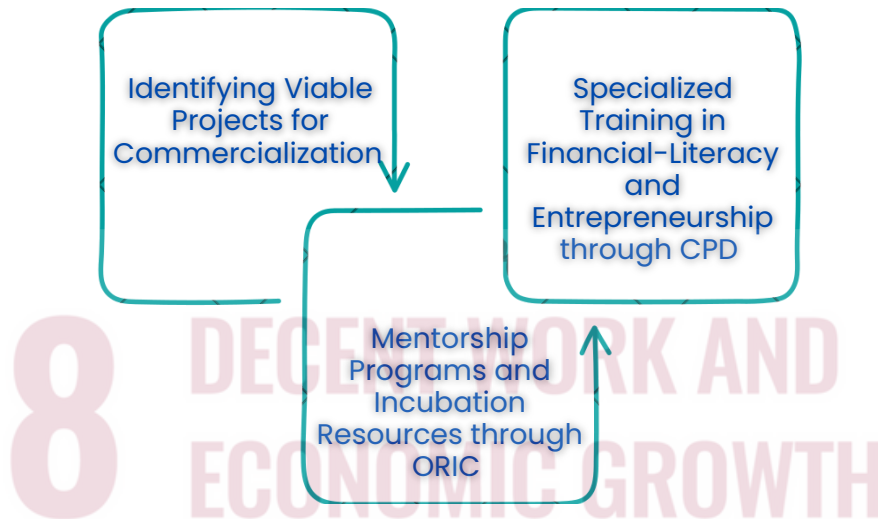 Identifying Viable
Projects for
Commercialization
Specialized
Training in
Financial-Literacy
and
Entrepreneurship
through CPD
Mentorship
Programs and
Incubation
Resources through
ORIC
8
DECENT WORK AND
ECONOMIC GROWTH